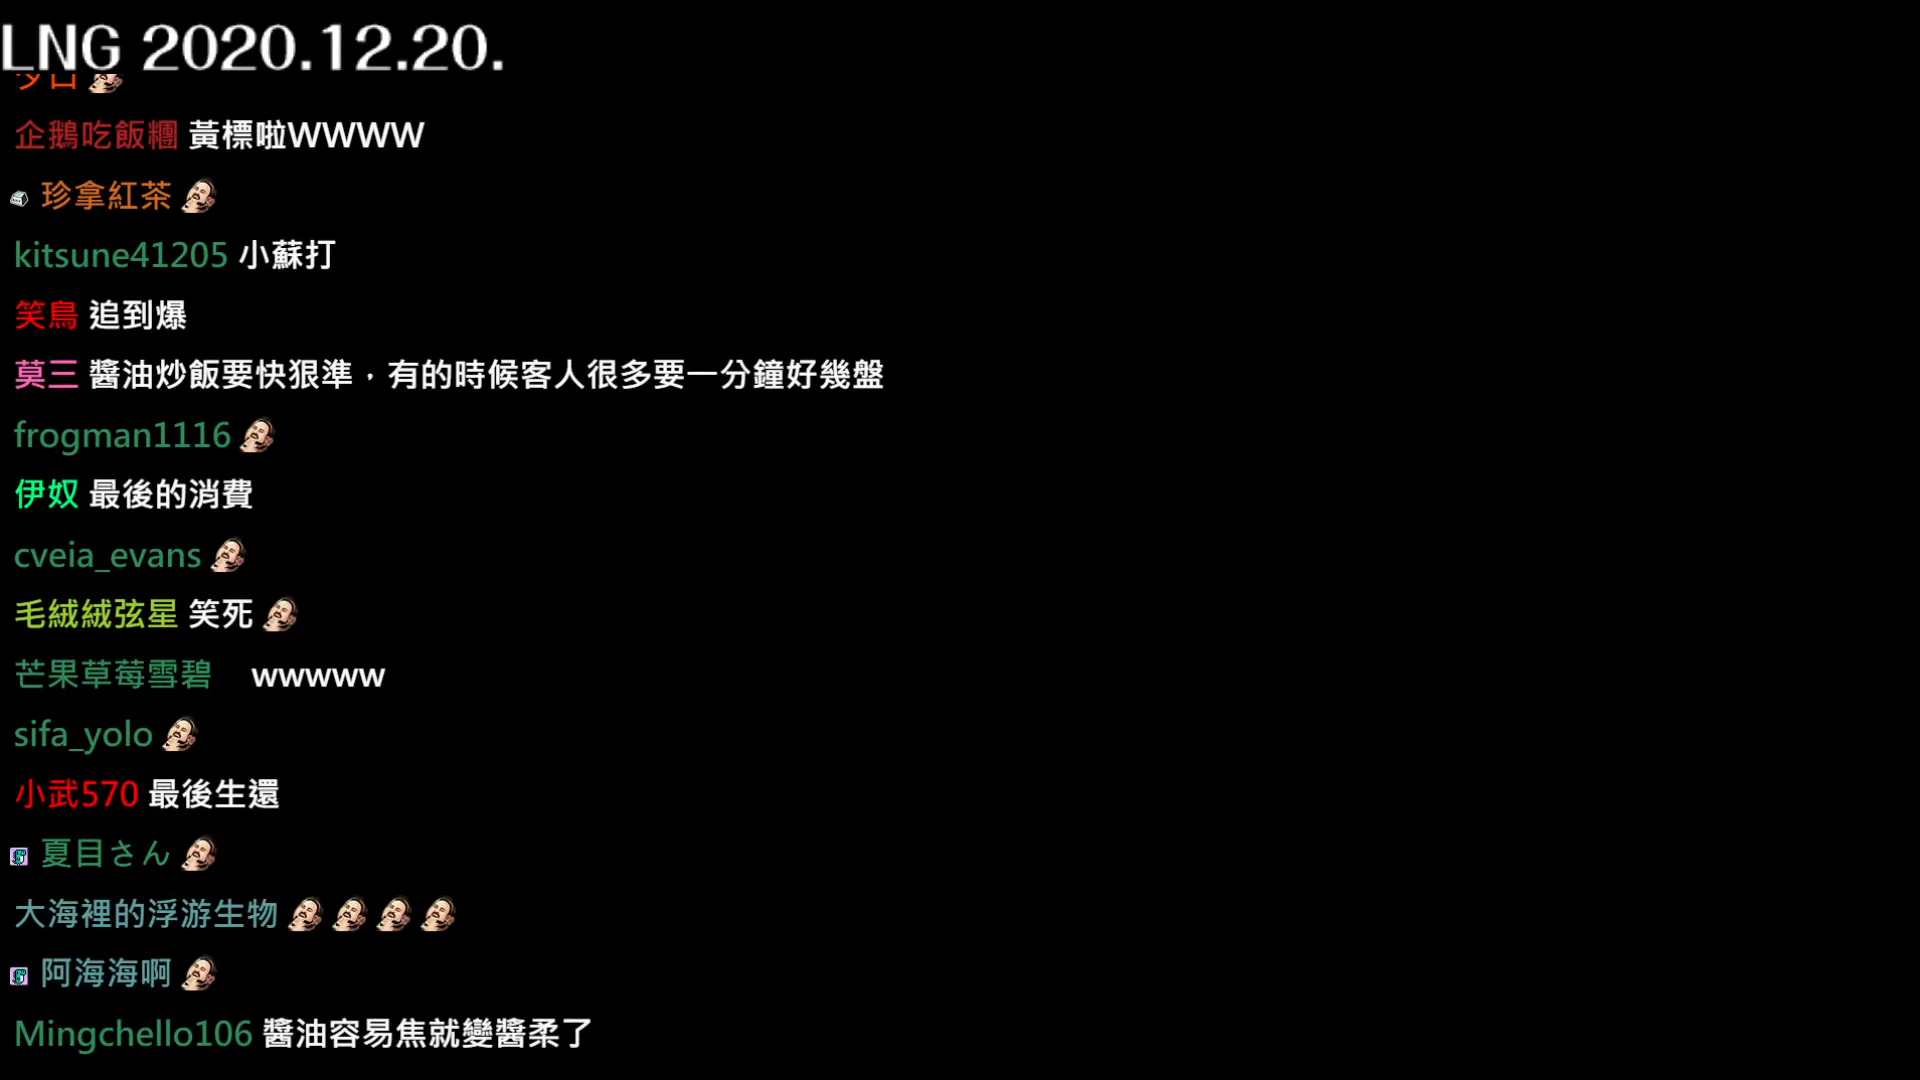 LNG 2020.12.20.
企鵝吃飯糰 黃標啦WWWW
珍拿紅茶
kitsune41205 小蘇打
笑鳥 追到爆
莫三 醬油炒飯要快狠準，有的時候客人很多要一分鐘好幾盤
frogman1116
伊奴 最後的消費
cveia_evans
毛絨絨弦星 笑死
芒果草莓雪碧 wwwww
sifa_yolo
小武570 最後生還
夏目さん
大海裡的浮游生物
阿海海啊
Mingchello106 醬油容易焦就變醬柔了